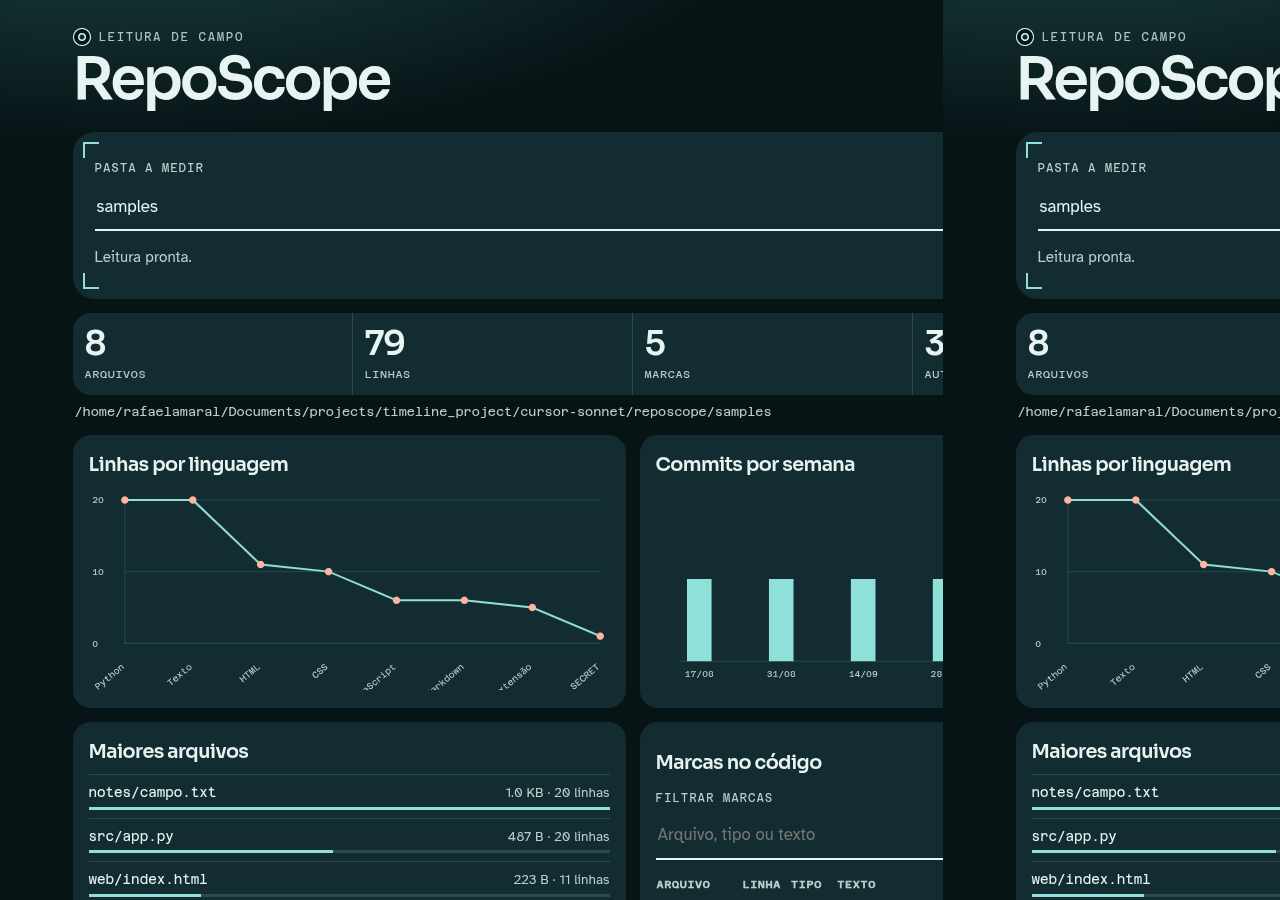 LEITURA DE CAMPO
RepoScope
PASTA A MEDIR
samples
Leitura pronta.
8
ARQUIVOS
79
LINHAS
5
MARCAS
/home/rafaelamaral/Documents/projects/timeline_project/cursor-sonnet/reposcope/samples
Linhas por linguagem
20
10
0
Python
Texto
HTML
CSS
SECRET
Commits por semana
17/08
31/08
14/09
Maiores arquivos
notes/campo.txt
1.0 KB · 20 linhas
src/app.py
487 B · 20 linhas
web/index.html
223 B · 11 linhas
Marcas no código
FILTRAR MARCAS
Arquivo, tipo ou texto
ARQUIVO LINHA TIPO TEXTO
LEITURA DE CAMPO
RepoScop
PASTA A MEDIR
samples
Leitura pronta.
8
ARQUIVOS
/home/rafaelamaral/Documents/proj
Linhas por linguagem
20
10
0
Python
Texto
HTML
CSS
Maiores arquivos
notes/campo.txt
src/app.py
web/index.html